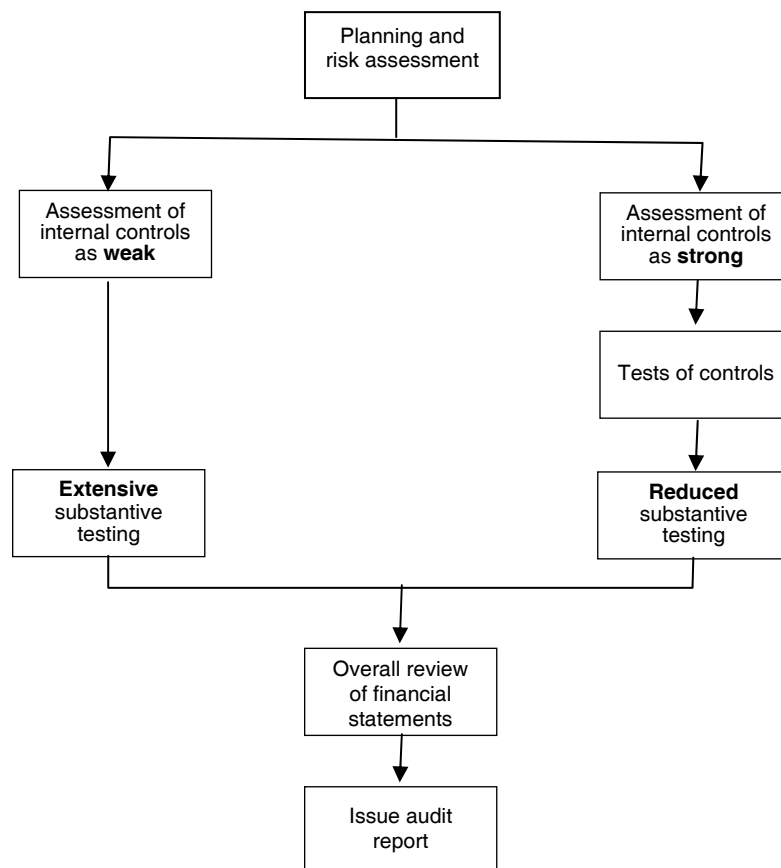 Planning and
risk assessment
Assessment of
internal controls
as weak
Assessment of
internal controls
as strong
Tests of controls
Extensive
substantive
testing
Reduced
substantive
testing
Overall review
of financial
statements
Issue audit
report